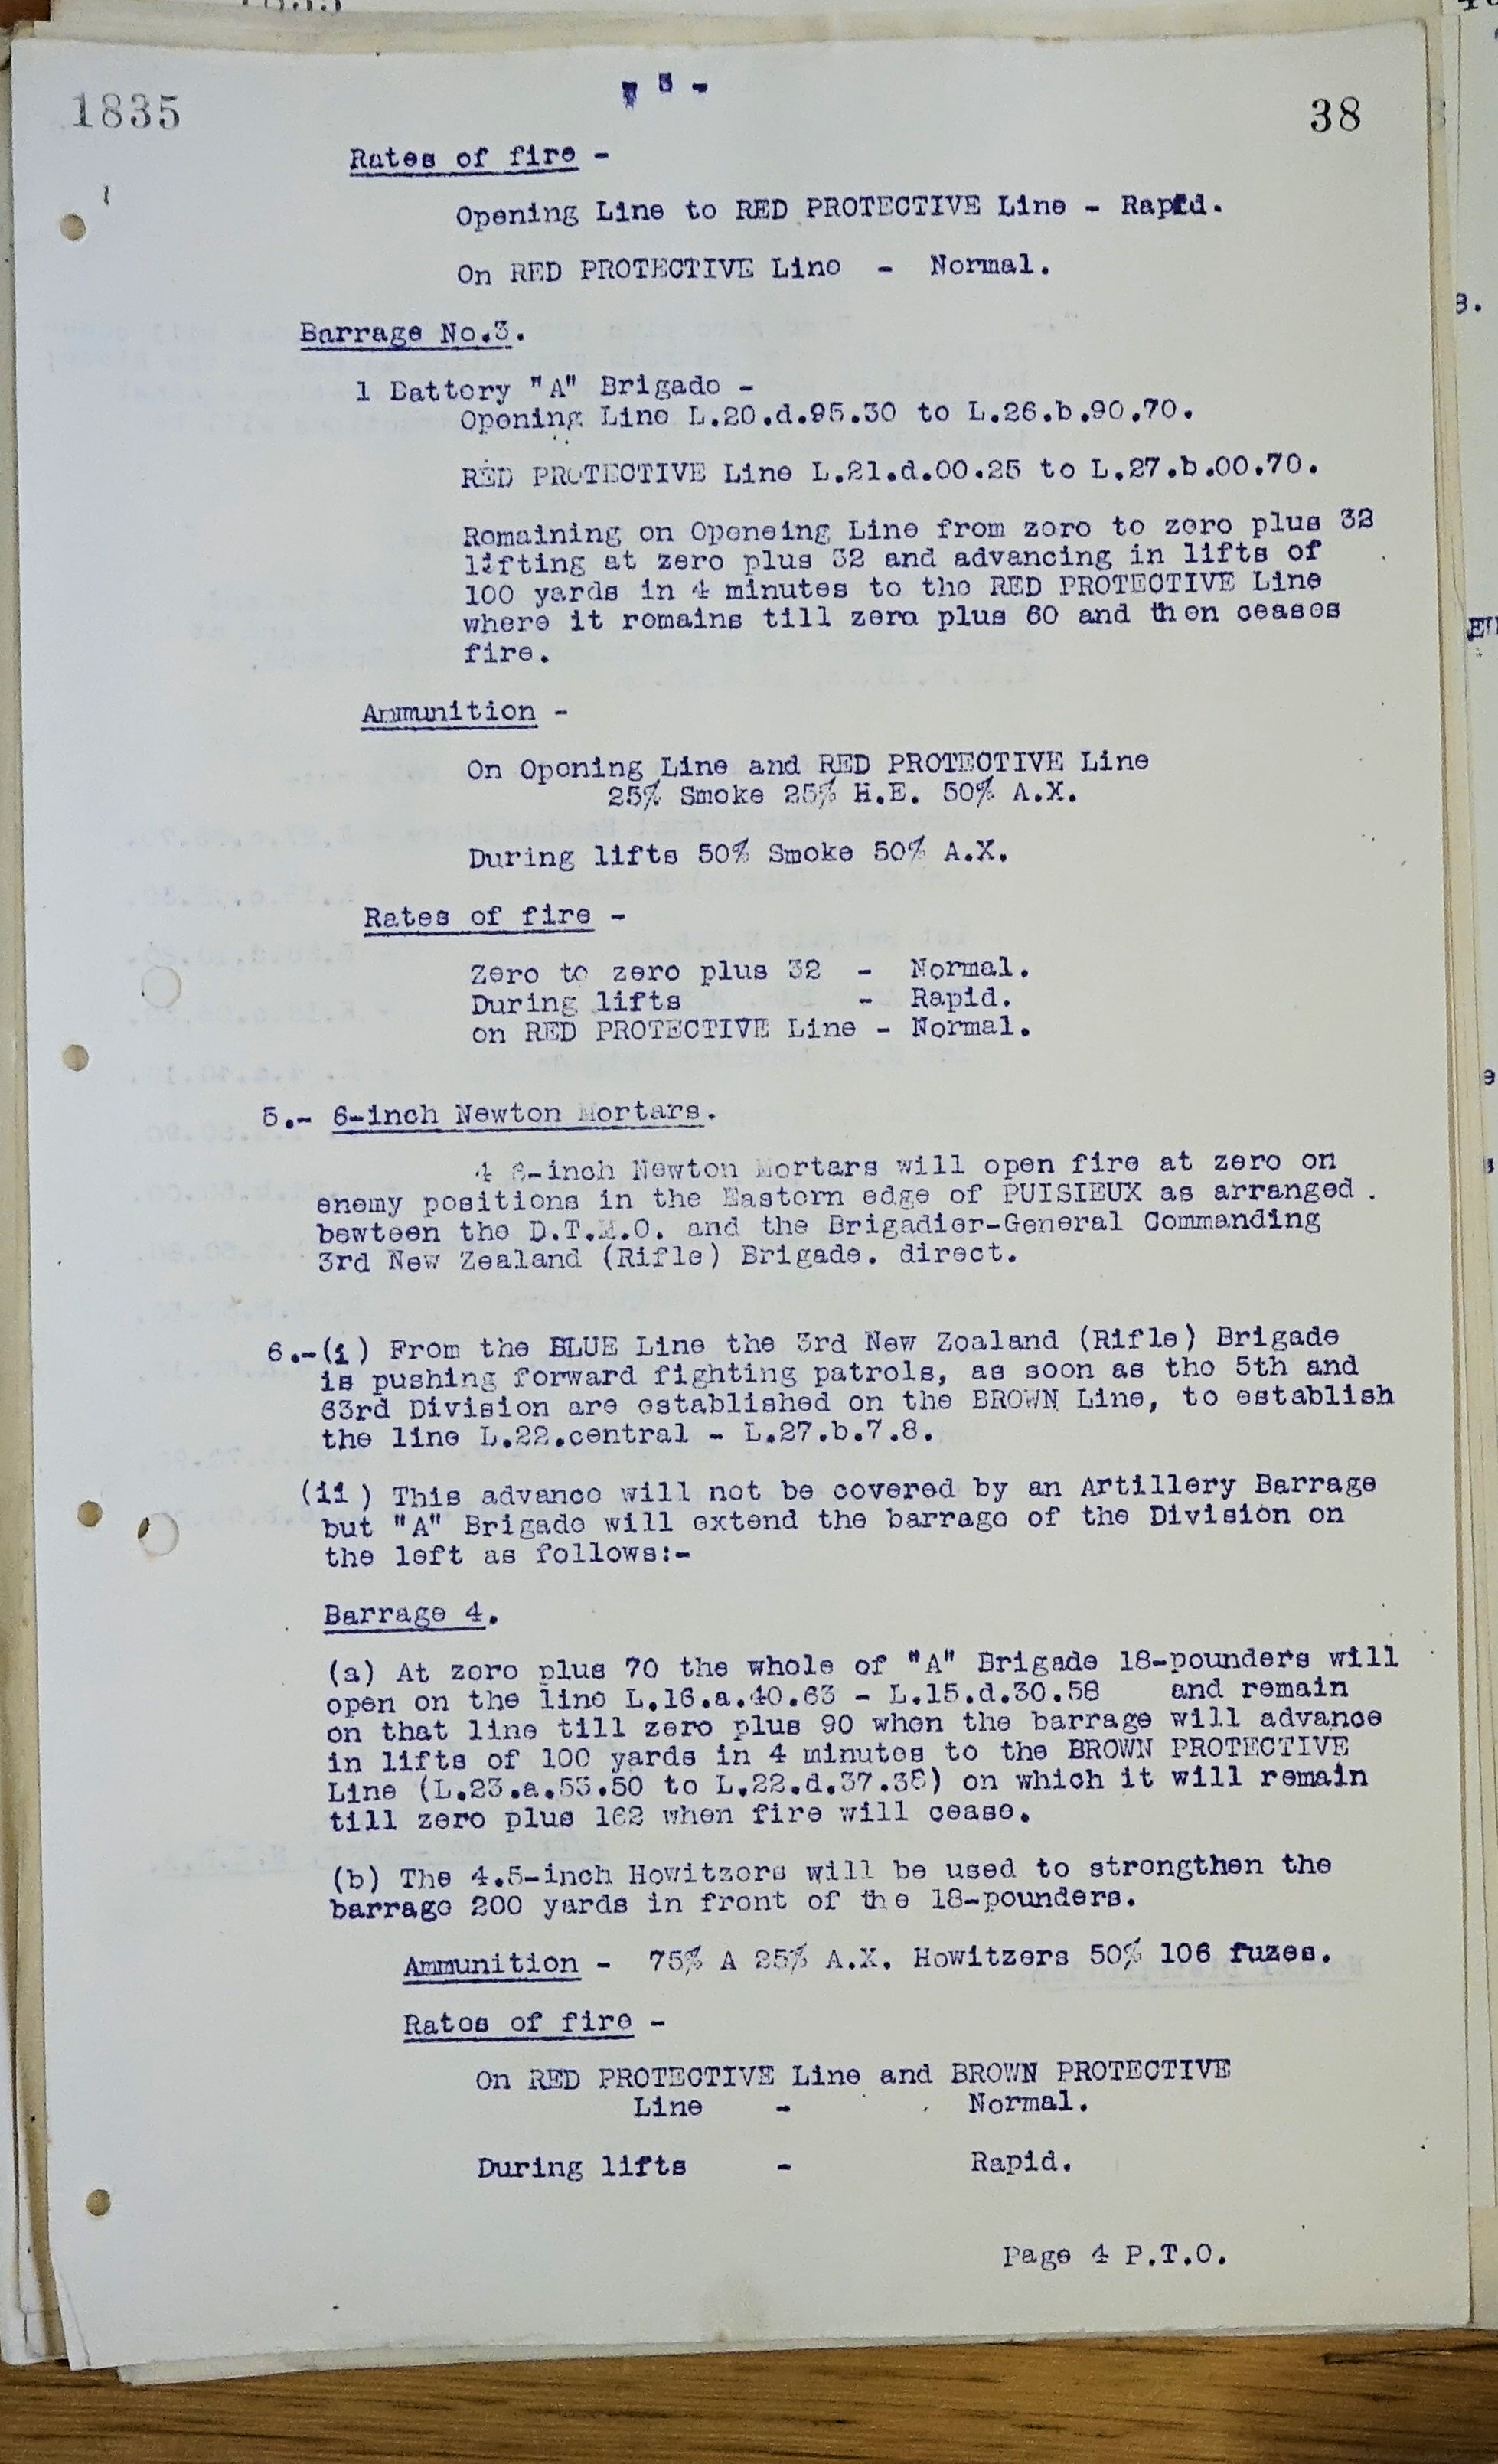 1835
- 3 -
38
Rates of fire -
Opening Line to RED PROTECTIVE Line - Rapid.
On RED PROTECTIVE Line - Normal.
Barrage No.3.
1 Battery "A" Brigade -
Opening Line L.20.d.95.30 to L.26.b.90.70.
RED PROTECTIVE Line L.21.d.00.25 to L.27.b.00.70.
Remaining on Openeing Line from zero to zero plus 32
lifting at zero plus 32 and advancing in lifts of
100 yards in 4 minutes to the RED PROTECTIVE Line
where it remains till zero plus 60 and then ceases
fire.
Ammunition -
On Opening Line and RED PROTECTIVE Line
25% Smoke 25% H.E. 50% A.X.
During lifts 50% Smoke 50% A.X.
Rates of fire -
Zero to zero plus 32 - Normal.
During lifts - Rapid.
on RED PROTECTIVE Line - Normal.
5.- 6-inch Newton Mortars.
4 6-inch Newton Mortars will open fire at zero on
enemy positions in the Eastern edge of PUISIEUX as arranged .
bewteen the D.T.M.O. and the Brigadier-General Commanding
3rd New Zealand (Rifle) Brigade. direct.
6.-(i) From the BLUE Line the 3rd New Zealand (Rifle) Brigade
is pushing forward fighting patrols, as soon as the 5th and
63rd Division are established on the BROWN Line, to establish
the line L.22.central - L.27.b.7.8.
(ii) This advance will not be covered by an Artillery Barrage
but "A" Brigade will extend the barrage of the Division on
the left as follows:-
Barrage 4.
(a) At zero plus 70 the whole of "A" Brigade 18-pounders will
open on the line L.16.a.40.63 - L.15.d.30.58 and remain
on that line till zero plus 90 when the barrage will advance
in lifts of 100 yards in 4 minutes to the BROWN PROTECTIVE
Line (L.23.a.53.50 to L.22.d.37.38) on which it will remain
till zero plus 162 when fire will cease.
(b) The 4.5-inch Howitzers will be used to strengthen the
barrage 200 yards in front of the 18-pounders.
Ammunition - 75% A 25% A.X. Howitzers 50% 106 fuzes.
Rates of fire -
On RED PROTECTIVE Line and BROWN PROTECTIVE
Line - Normal.
During lifts - Rapid.
Page 4 P.T.O.